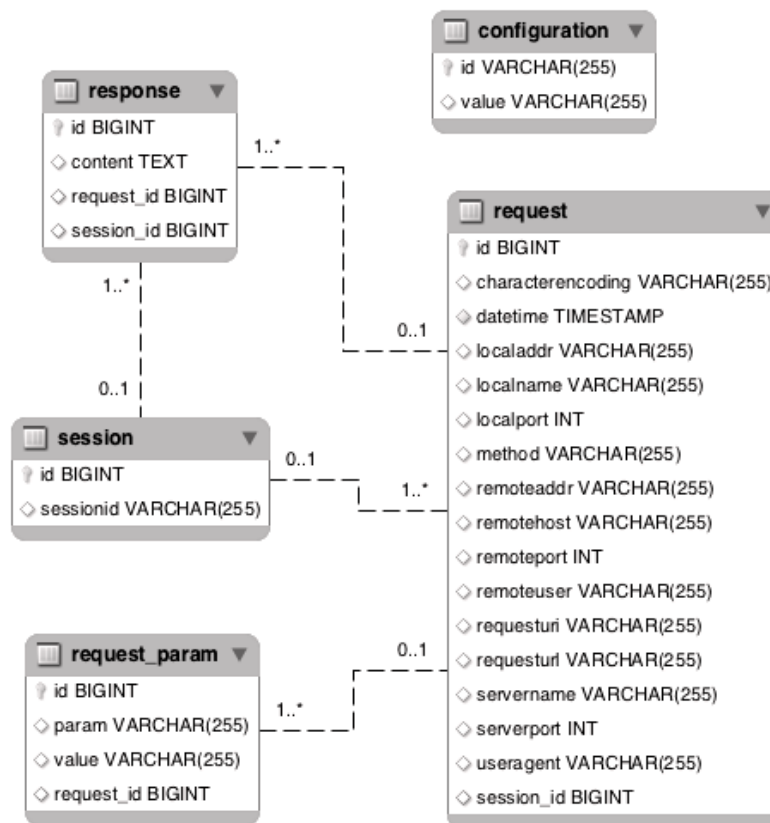 configuration
id VARCHAR(255)
value VARCHAR(255)
response
id BIGINT
content TEXT
request_id BIGINT
session_id BIGINT
1..*
0..1
1..*
0..1
request
id BIGINT
characterencoding VARCHAR(255)
datetime TIMESTAMP
localaddr VARCHAR(255)
localname VARCHAR(255)
localport INT
method VARCHAR(255)
remoteaddr VARCHAR(255)
remotehost VARCHAR(255)
remoteport INT
remoteuser VARCHAR(255)
requesturi VARCHAR(255)
requesturl VARCHAR(255)
servername VARCHAR(255)
serverport INT
useragent VARCHAR(255)
session_id BIGINT
session
id BIGINT
sessionid VARCHAR(255)
0..1
1..*
request_param
id BIGINT
param VARCHAR(255)
value VARCHAR(255)
request_id BIGINT
1..*
0..1